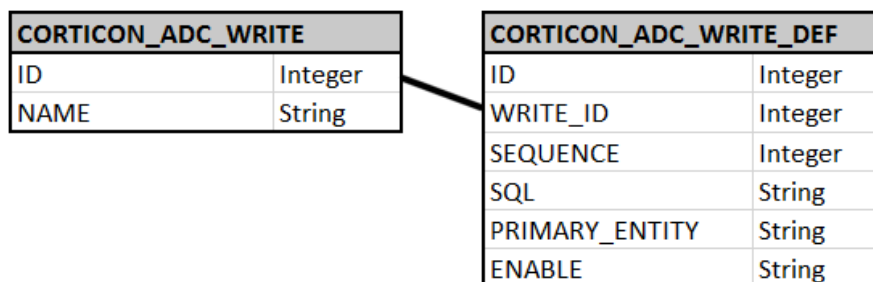 CORTICON_ADC_WRITE
ID Integer
NAME String
CORTICON_ADC_WRITE_DEF
ID Integer
WRITE_ID Integer
SEQUENCE Integer
SQL String
PRIMARY_ENTITY String
ENABLE String